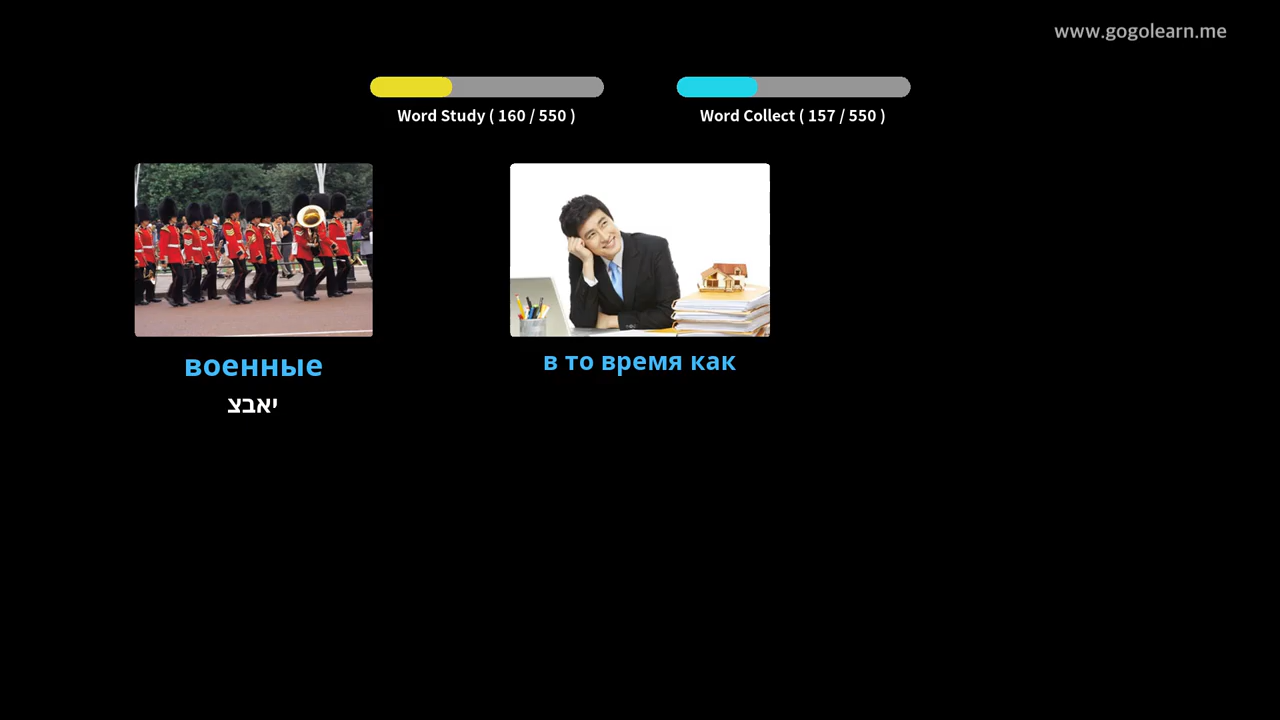 www.gogolearn.me
Word Study ( 160 / 550 )
Word Collect ( 157 / 550 )
военные
יאבצ
в то время как